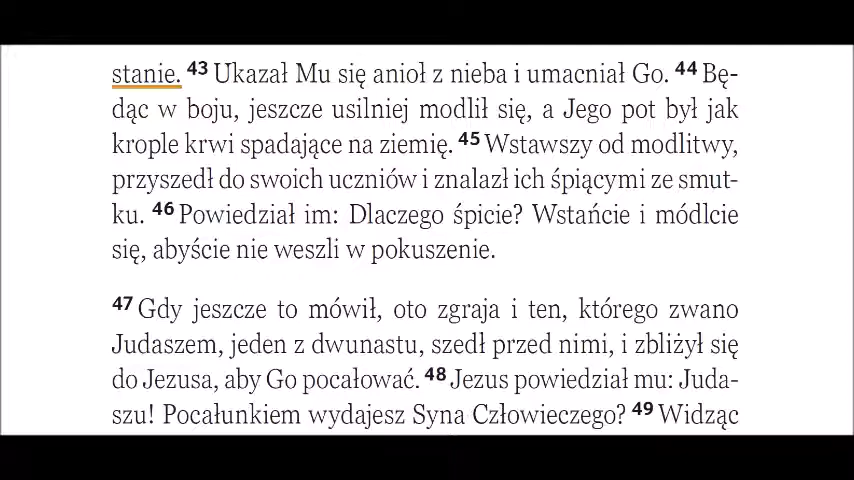 stanie. 43 Ukazał Mu się anioł z nieba i umacniał Go. 44 Bę-
dąc w boju, jeszcze usilniej modlił się, a Jego pot był jak
krople krwi spadające na ziemię. 45 Wstawszy od modlitwy,
przyszedł do swoich uczniów i znalazł ich śpiącymi ze smut-
ku. 46 Powiedział im: Dlaczego śpicie? Wstańcie i módlcie
się, abyście nie weszli w pokuszenie.
47 Gdy jeszcze to mówił, oto zgraja i ten, którego zwano
Judaszem, jeden z dwunastu, szedł przed nimi, i zbliżył się
do Jezusa, aby Go pocałować. 48 Jezus powiedział mu: Juda-
szu! Pocałunkiem wydajesz Syna Człowieczego? 49 Widząc